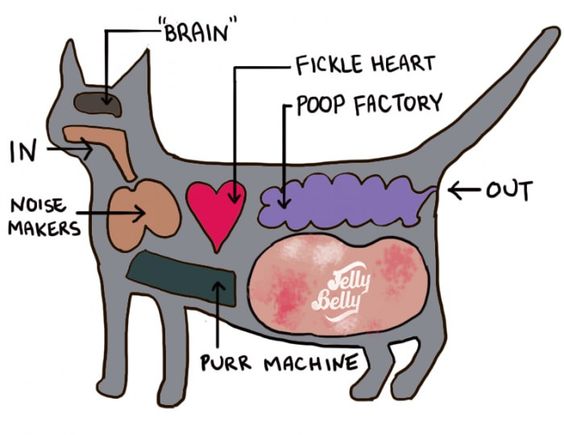 "BRAIN"
FICKLE HEART
POOP FACTORY
IN
OUT
NOISE
MAKERS
Jelly
Belly
PURR MACHINE